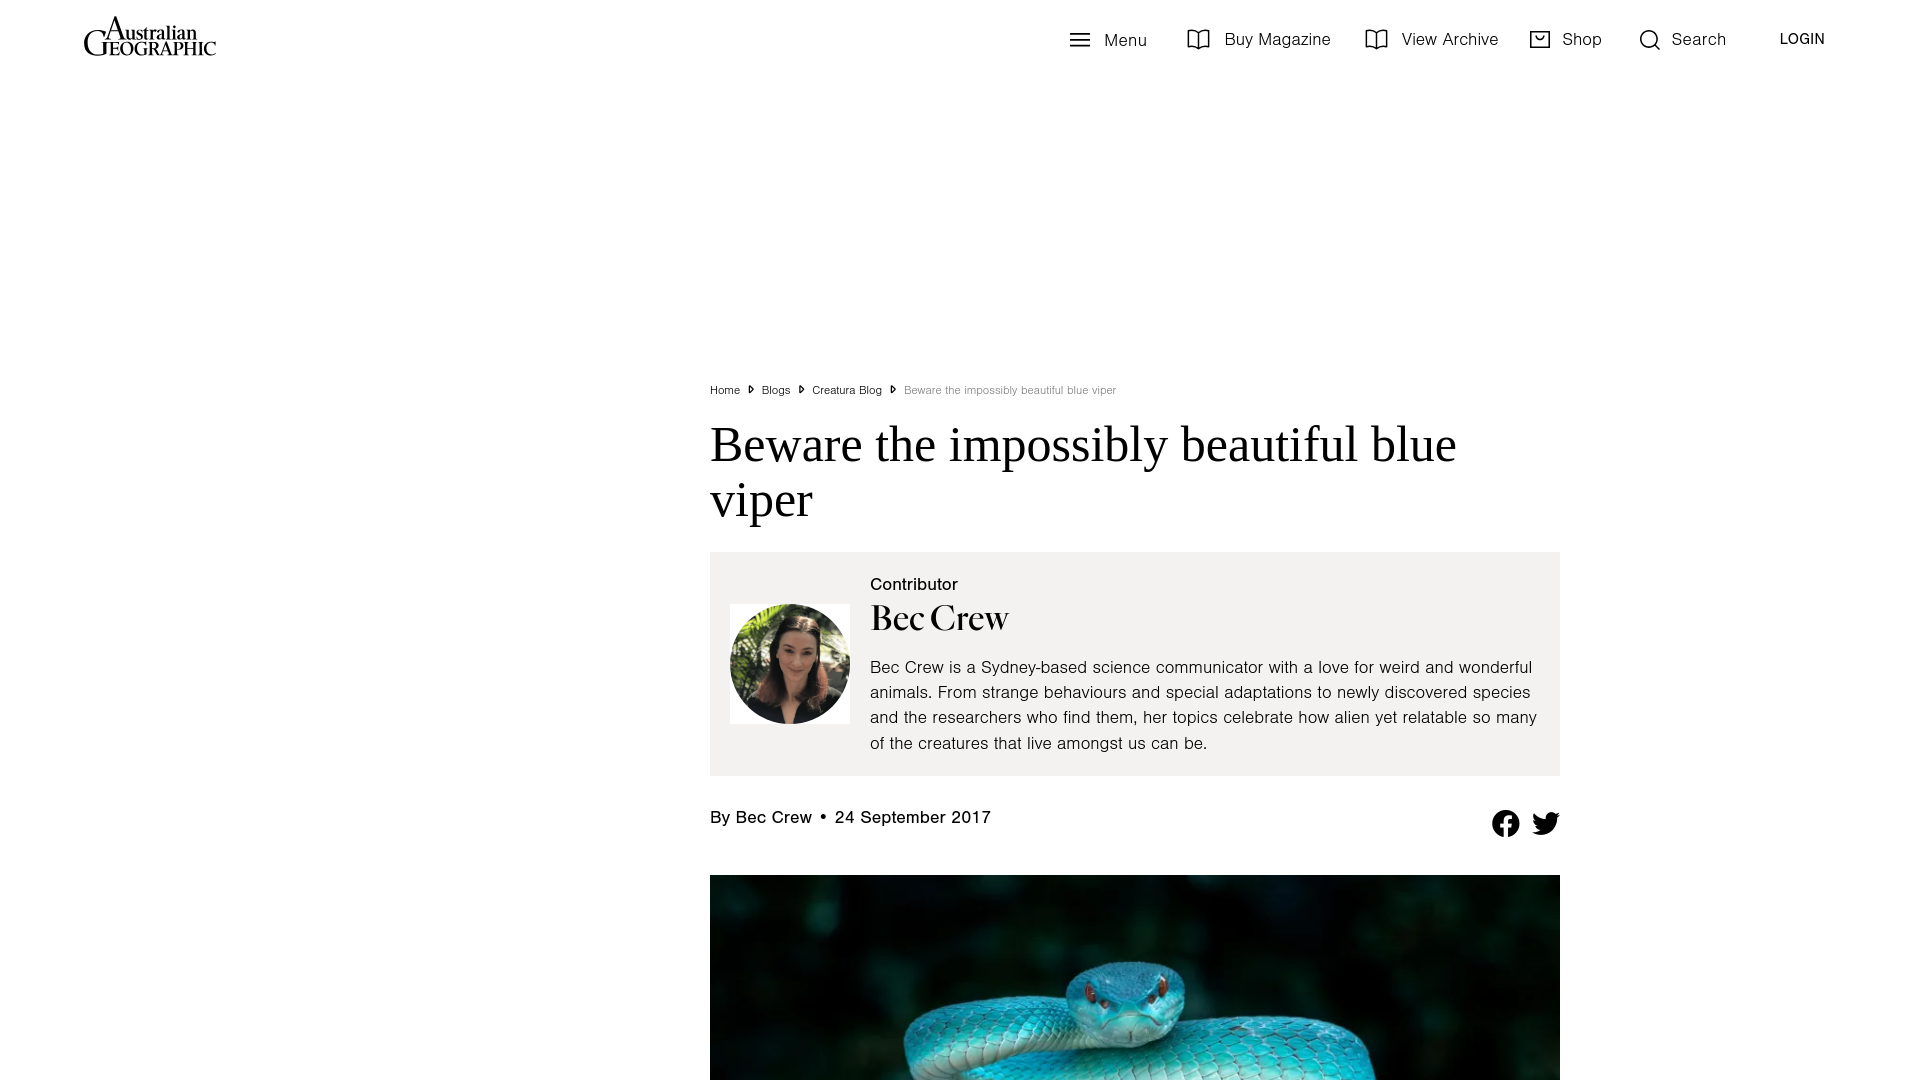 Australian
GEOGRAPHIC
Menu
Buy Magazine
View Archive
Shop
Search
LOGIN
Home
Blogs
Creatura Blog
Beware the impossibly beautiful blue viper
Beware the impossibly beautiful blue
viper
Contributor
Bec Crew
Bec Crew is a Sydney-based science communicator with a love for weird and wonderful
animals. From strange behaviours and special adaptations to newly discovered species
and the researchers who find them, her topics celebrate how alien yet relatable so many
of the creatures that live amongst us can be.
By Bec Crew • 24 September 2017